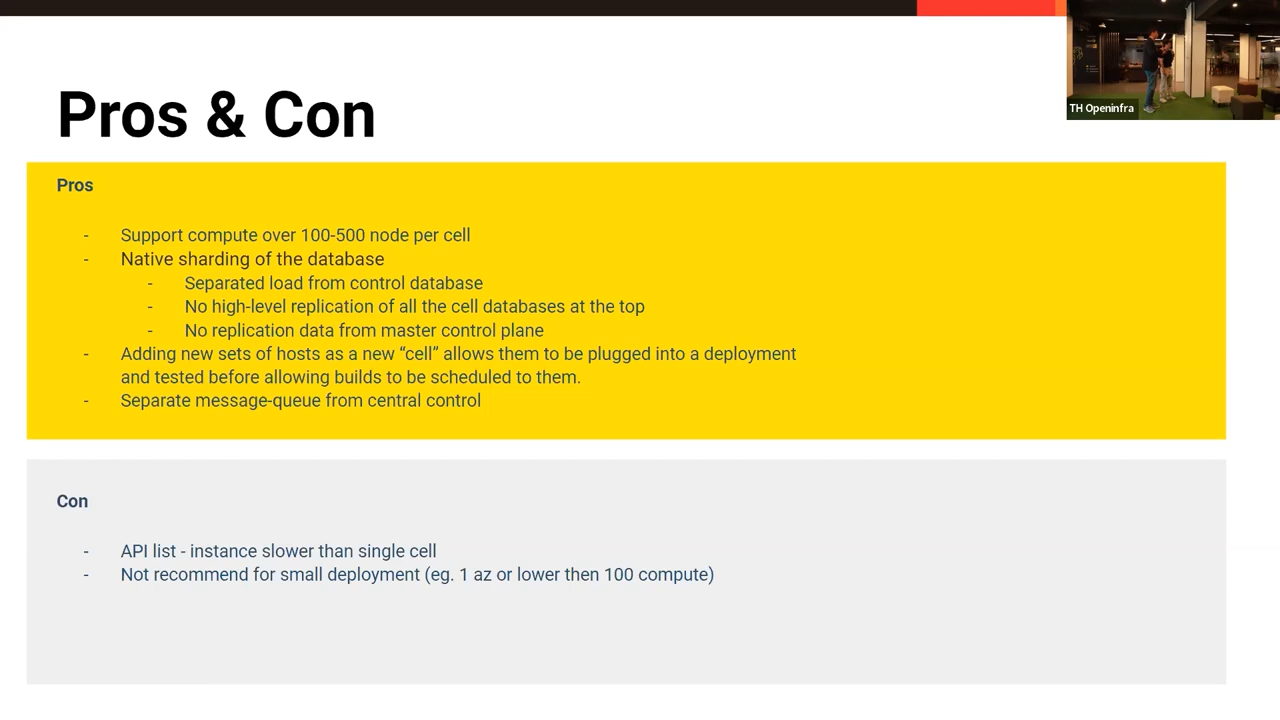 TH Openinfra
Pros & Con
Pros
- Support compute over 100-500 node per cell
- Native sharding of the database
- Separated load from control database
- No high-level replication of all the cell databases at the top
- No replication data from master control plane
- Adding new sets of hosts as a new “cell” allows them to be plugged into a deployment
and tested before allowing builds to be scheduled to them.
- Separate message-queue from central control
Con
- API list - instance slower than single cell
- Not recommend for small deployment (eg. 1 az or lower then 100 compute)